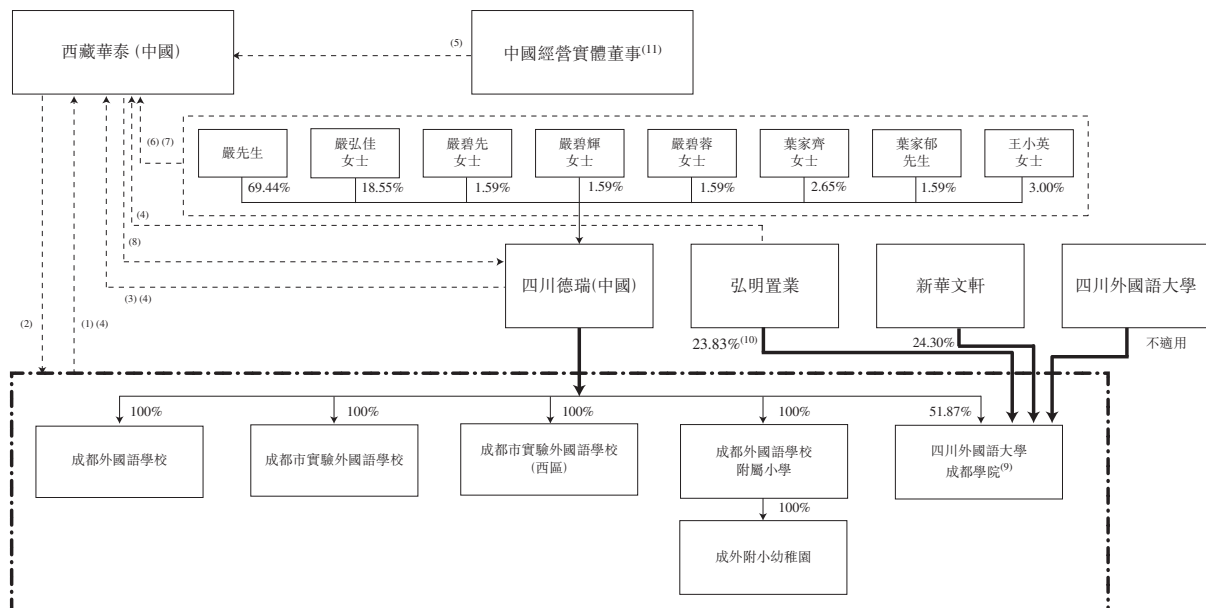 西藏華泰 (中國)
(5)
中國經營實體董事(11)
(6) (7)
嚴先生
嚴弘佳
女士
嚴碧先
女士
嚴碧輝
女士
嚴碧蓉
女士
葉家齊
女士
葉家郁
先生
王小英
女士
69.44%
18.55%
1.59%
1.59%
1.59%
2.65%
1.59%
3.00%
(4)
(8)
四川德瑞(中國)
弘明置業
新華文軒
四川外國語大學
(3) (4)
(2)
(1) (4)
23.83%(10)
24.30%
不適用
100%
100%
100%
100%
51.87%
成都外國語學校
成都市實驗外國語學校
成都市實驗外國語學校
(西區)
成都外國語學校
附屬小學
四川外國語大學
成都學院(9)
100%
成外附小幼稚園